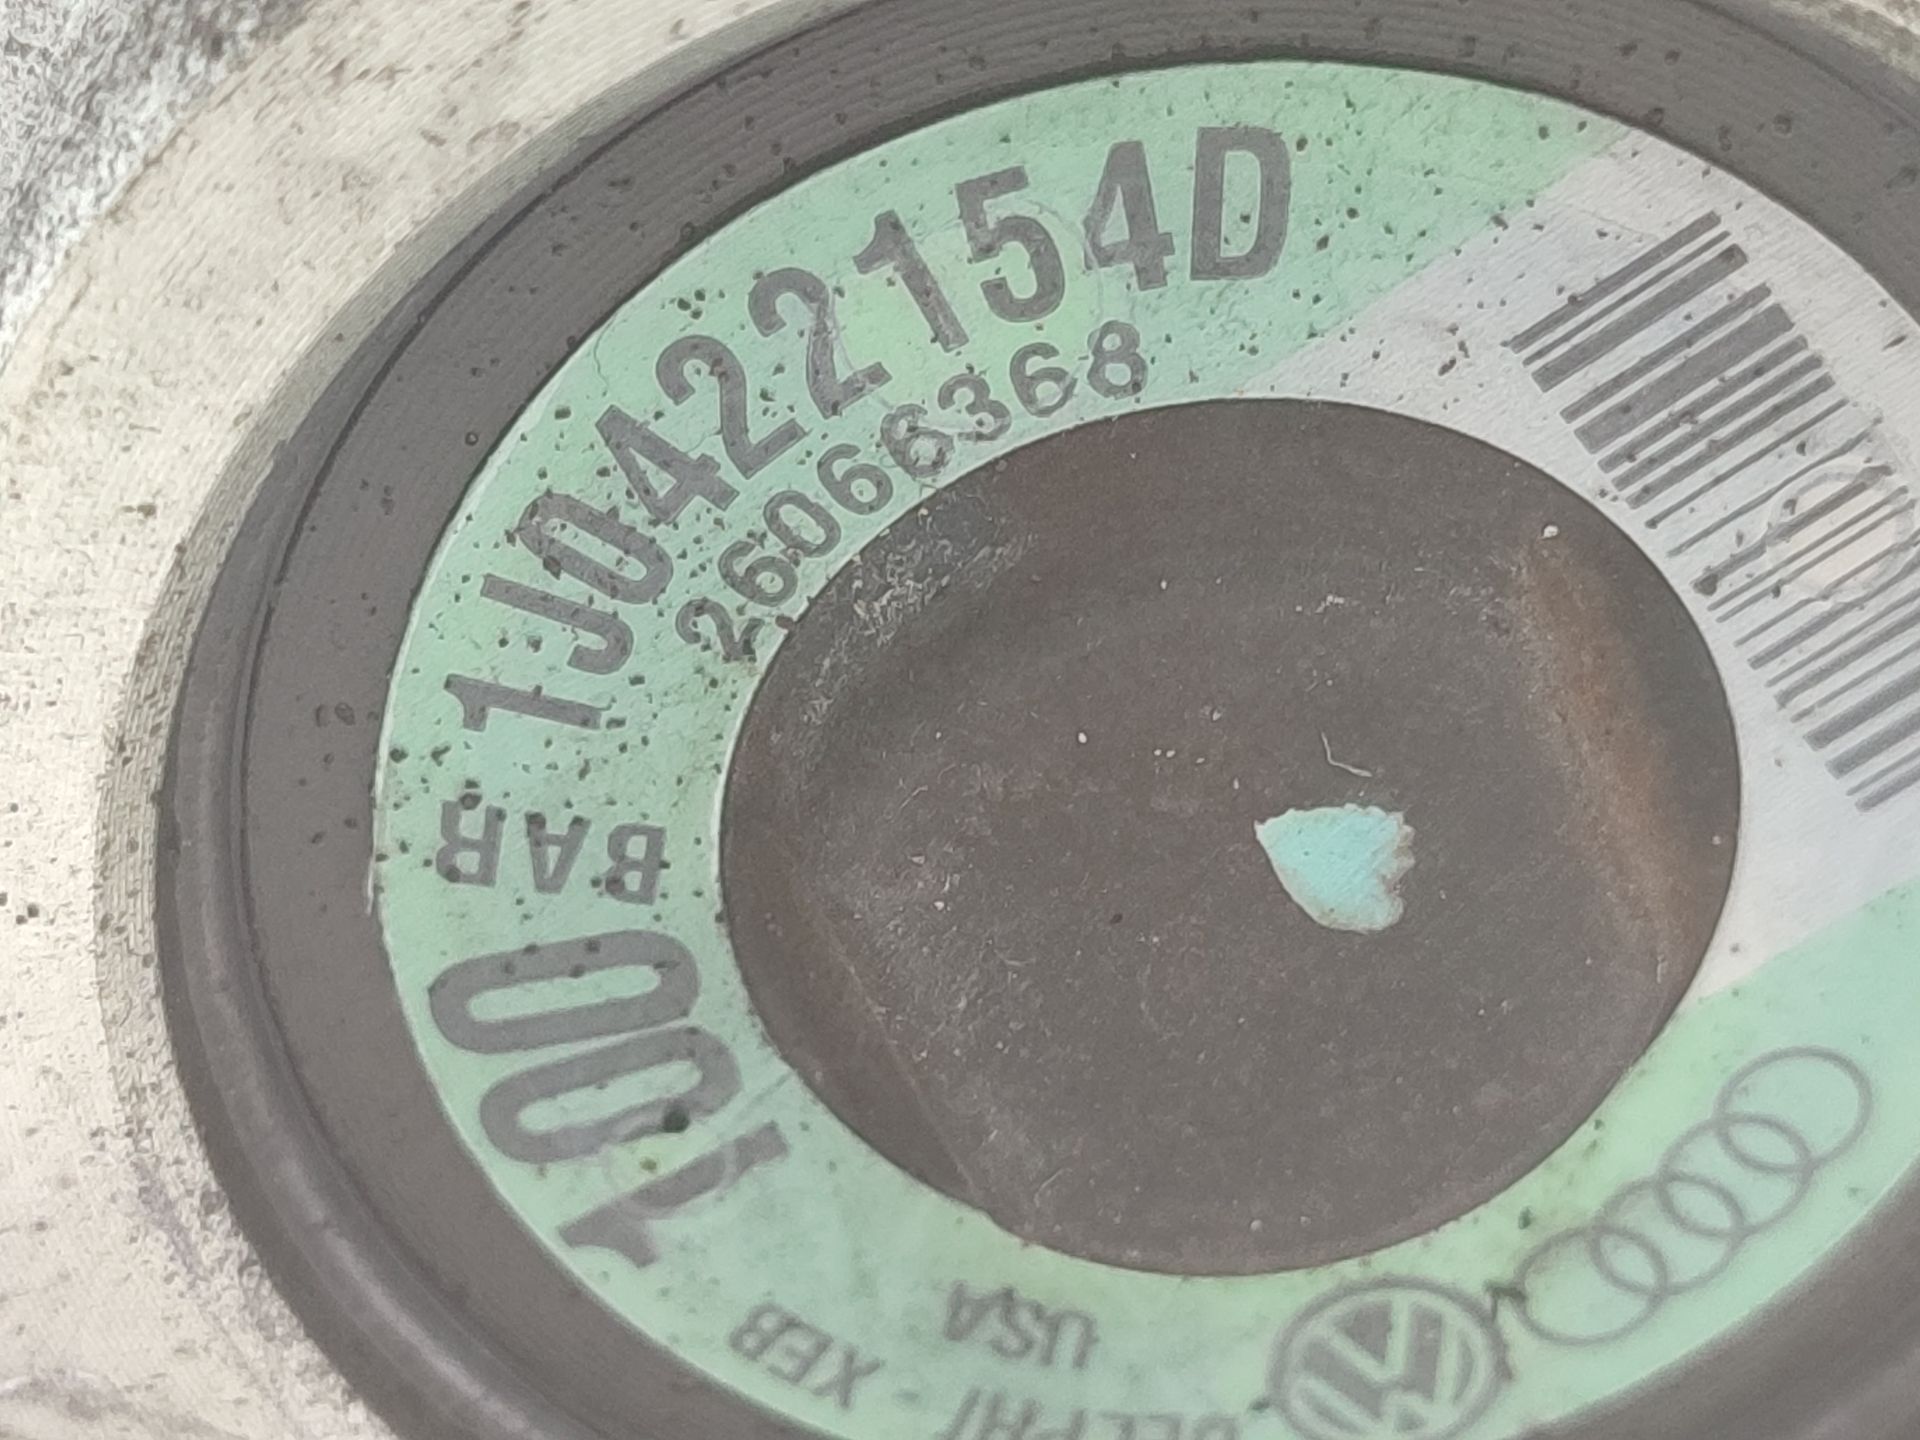 1J0422154D
26066368
100 BAR
DELPHI - XEB
USA